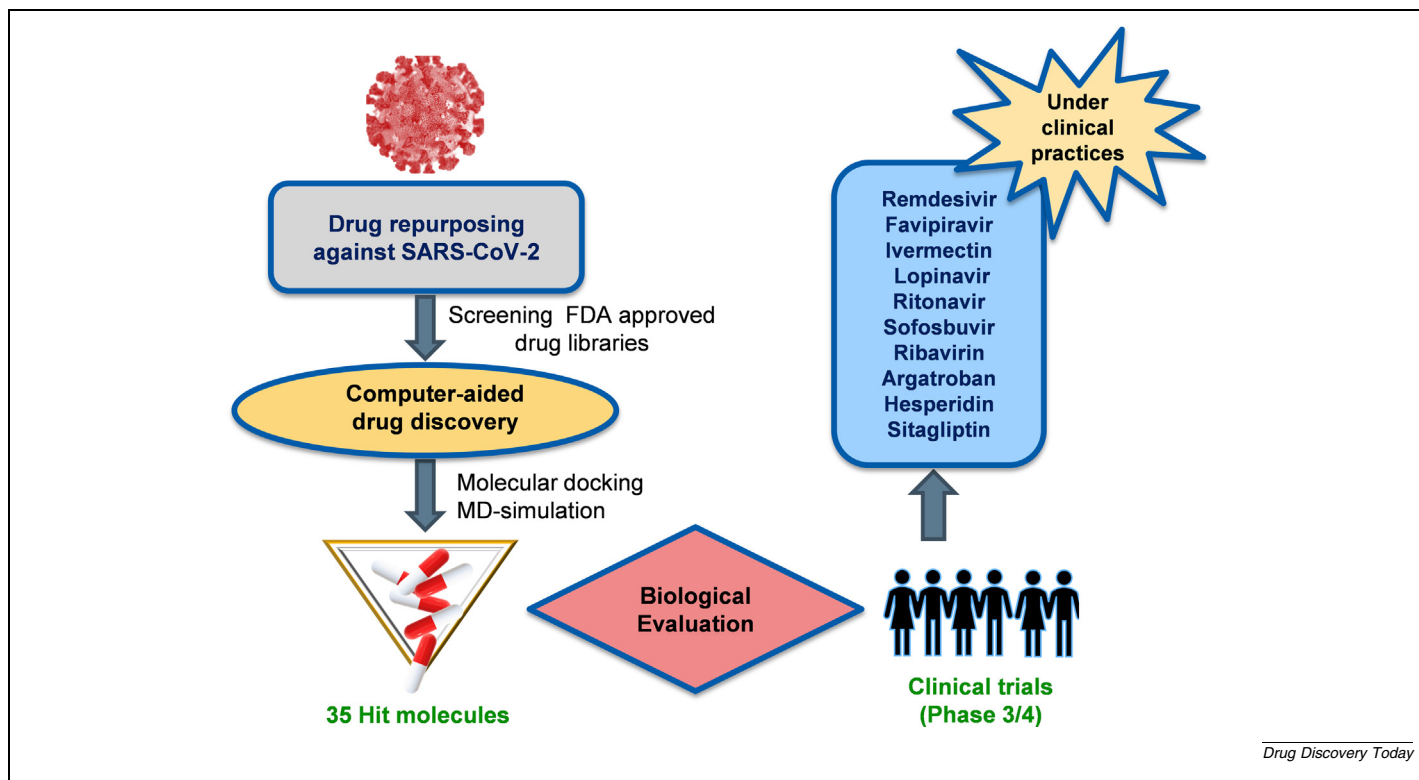 Drug repurposing
against SARS-CoV-2
Screening FDA approved
drug libraries
Computer-aided
drug discovery
Molecular docking
MD-simulation
35 Hit molecules
Biological
Evaluation
Clinical trials
(Phase 3/4)
Remdesivir
Favipiravir
Ivermectin
Lopinavir
Ritonavir
Sofosbuvir
Ribavirin
Argatroban
Hesperidin
Sitagliptin
Under
clinical
practices
Drug Discovery Today